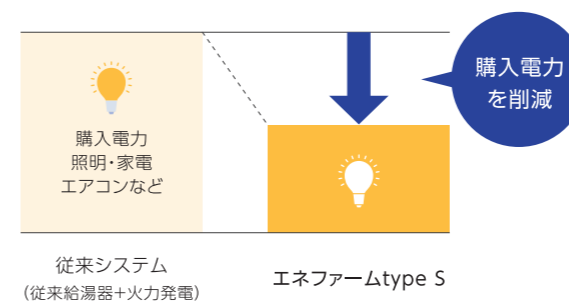 購入電力
照明・家電
エアコンなど
購入電力
を削減
従来システム
(従来給湯器+火力発電)
エネファームtype S